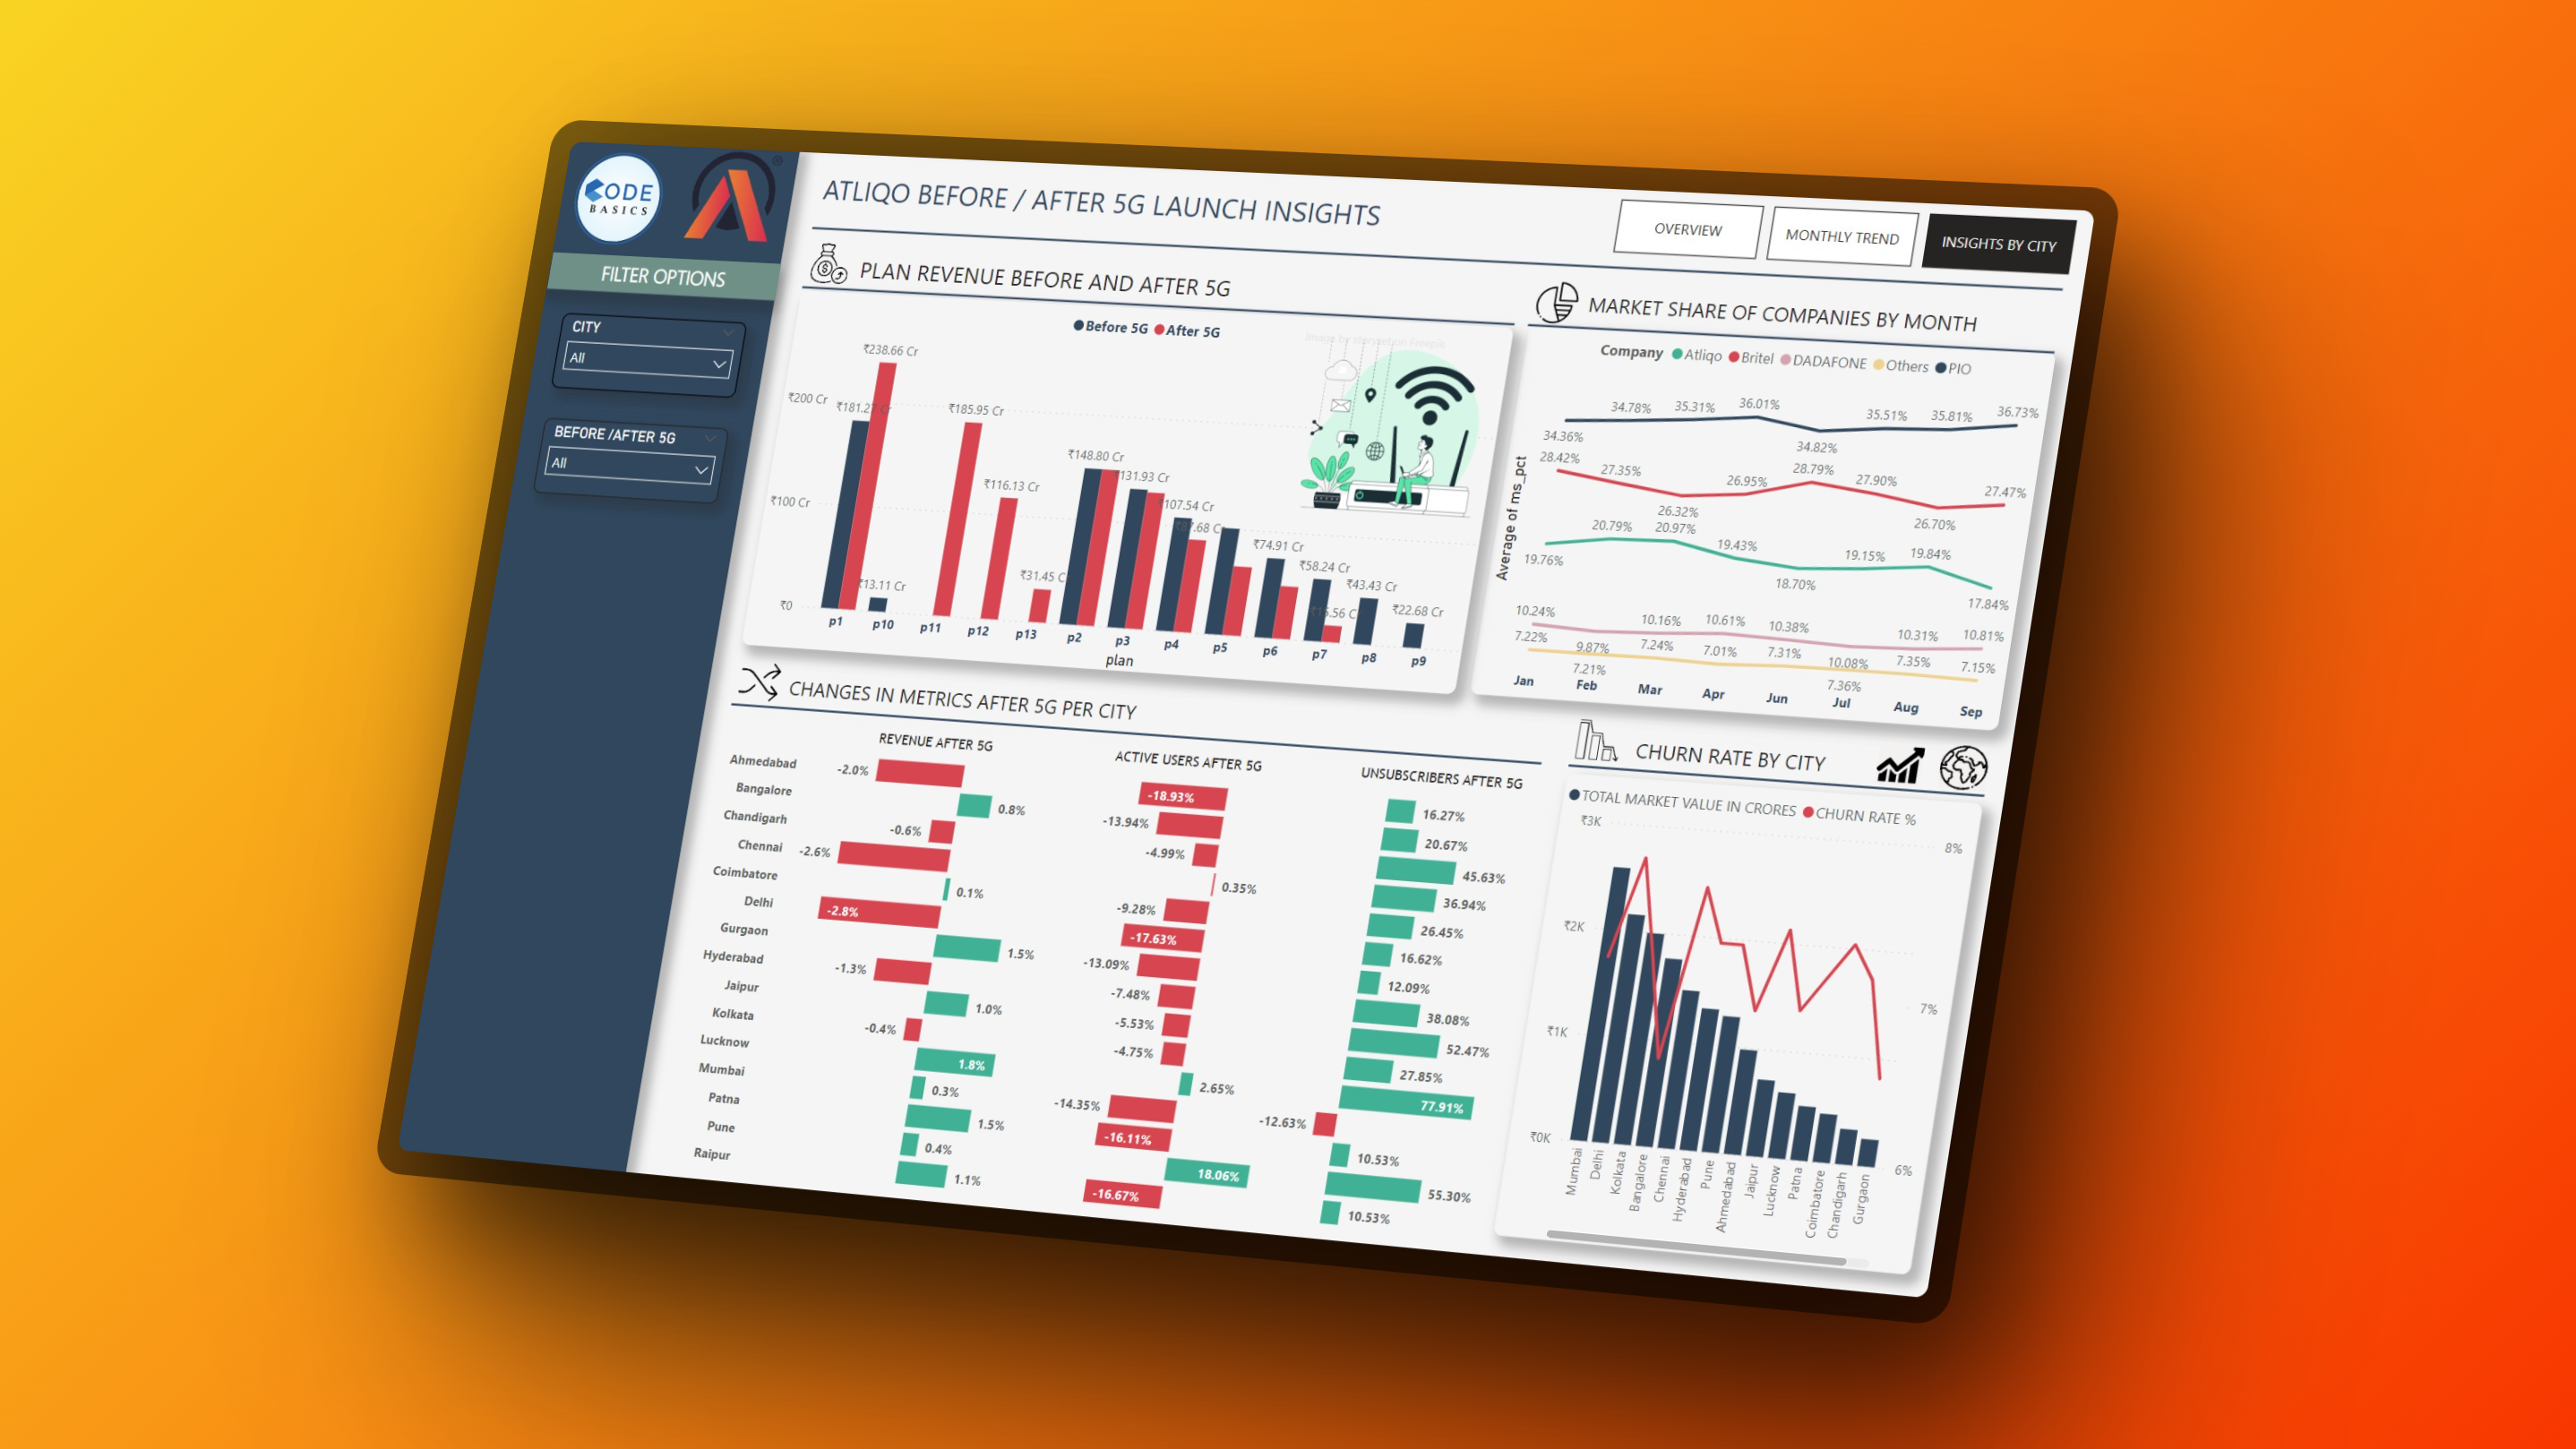 CODE
BASICS
®
FILTER OPTIONS
CITY
All
BEFORE /AFTER 5G
All
ATLIQO BEFORE / AFTER 5G LAUNCH INSIGHTS
OVERVIEW
MONTHLY TREND
INSIGHTS BY CITY
PLAN REVENUE BEFORE AND AFTER 5G
Before 5G After 5G
Image by storyset on Freepik
₹200 Cr
₹100 Cr
₹0
₹238.66 Cr
₹13.11 Cr
₹185.95 Cr
₹116.13 Cr
₹31.45 C
₹148.80 Cr
₹131.93 Cr
107.54 Cr
₹74.91 Cr
₹58.24 Cr
₹43.43 Cr
₹22.68 Cr
p1 p10 p11 p12 p13 p2 p3 p4 p5 p6 p7 p8 p9
plan
MARKET SHARE OF COMPANIES BY MONTH
Company Atliqo Britel DADAFONE Others PIO
Average of ms_pct
34.36% 34.78% 35.31% 36.01% 34.82% 35.51% 35.81% 36.73%
28.42% 27.35% 26.32% 26.95% 28.79% 27.90% 26.70% 27.47%
19.76% 20.79% 20.97% 19.43% 18.70% 19.15% 19.84% 17.84%
10.24% 9.87% 10.16% 10.61% 10.38% 10.08% 10.31% 10.81%
7.22% 7.21% 7.24% 7.01% 7.31% 7.36% 7.35% 7.15%
Jan Feb Mar Apr Jun Jul Aug Sep
CHANGES IN METRICS AFTER 5G PER CITY
REVENUE AFTER 5G
Ahmedabad -2.0%
Bangalore 0.8%
Chandigarh -0.6%
Chennai -2.6%
Coimbatore 0.1%
Delhi -2.8%
Gurgaon 1.5%
Hyderabad -1.3%
Jaipur 1.0%
Kolkata -0.4%
Lucknow 1.8%
Mumbai 0.3%
Patna 1.5%
Pune 0.4%
Raipur 1.1%
ACTIVE USERS AFTER 5G
-18.93%
-13.94%
-4.99%
0.35%
-9.28%
-17.63%
-13.09%
-7.48%
-5.53%
-4.75%
2.65%
-14.35%
-16.11%
18.06%
-16.67%
UNSUBSCRIBERS AFTER 5G
16.27%
20.67%
45.63%
36.94%
26.45%
16.62%
12.09%
38.08%
52.47%
27.85%
77.91%
-12.63%
10.53%
55.30%
10.53%
CHURN RATE BY CITY
TOTAL MARKET VALUE IN CRORES CHURN RATE %
₹3K
₹2K
₹1K
₹0K
8%
7%
6%
Mumbai
Delhi
Kolkata
Bangalore
Chennai
Hyderabad
Pune
Ahmedabad
Jaipur
Lucknow
Patna
Coimbatore
Chandigarh
Gurgaon